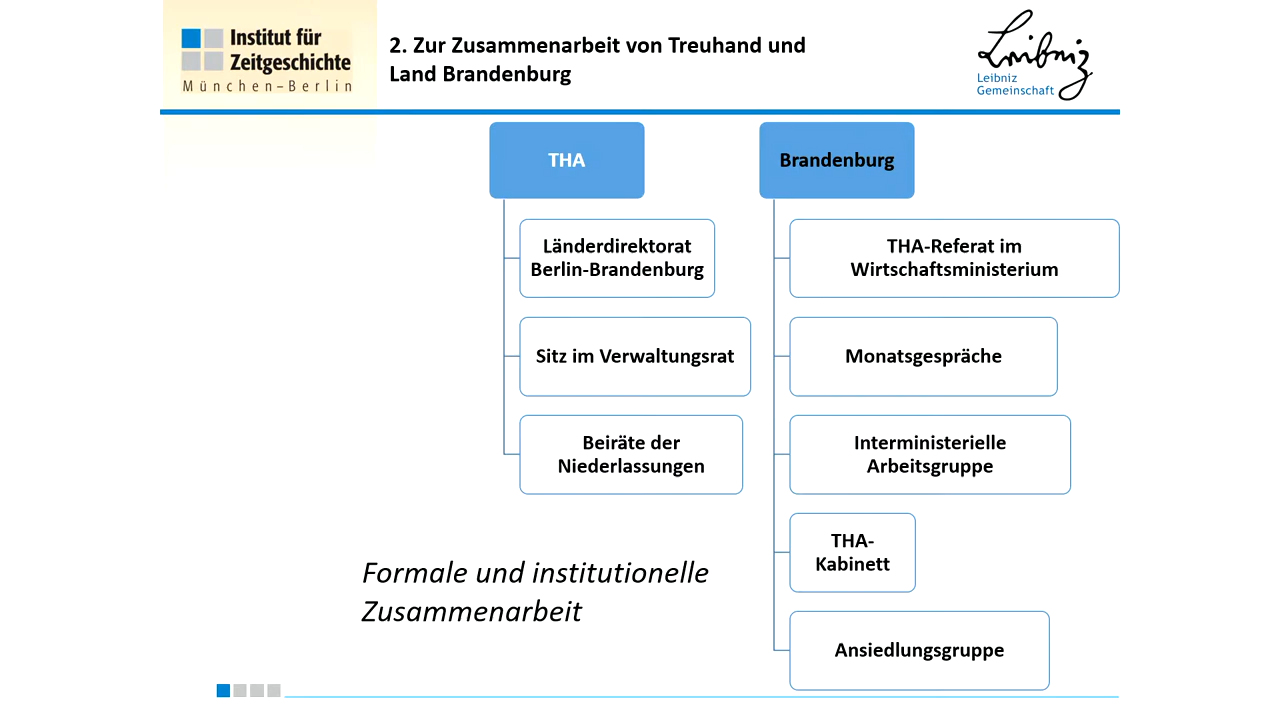 Institut für
Zeitgeschichte
München–Berlin
2. Zur Zusammenarbeit von Treuhand und
Land Brandenburg
Leibniz
Leibniz
Gemeinschaft
THA
Länderdirektorat
Berlin-Brandenburg
Sitz im Verwaltungsrat
Beiräte der
Niederlassungen
Brandenburg
THA-Referat im
Wirtschaftsministerium
Monatsgespräche
Interministerielle
Arbeitsgruppe
THA-
Kabinett
Ansiedlungsgruppe
Formale und institutionelle
Zusammenarbeit